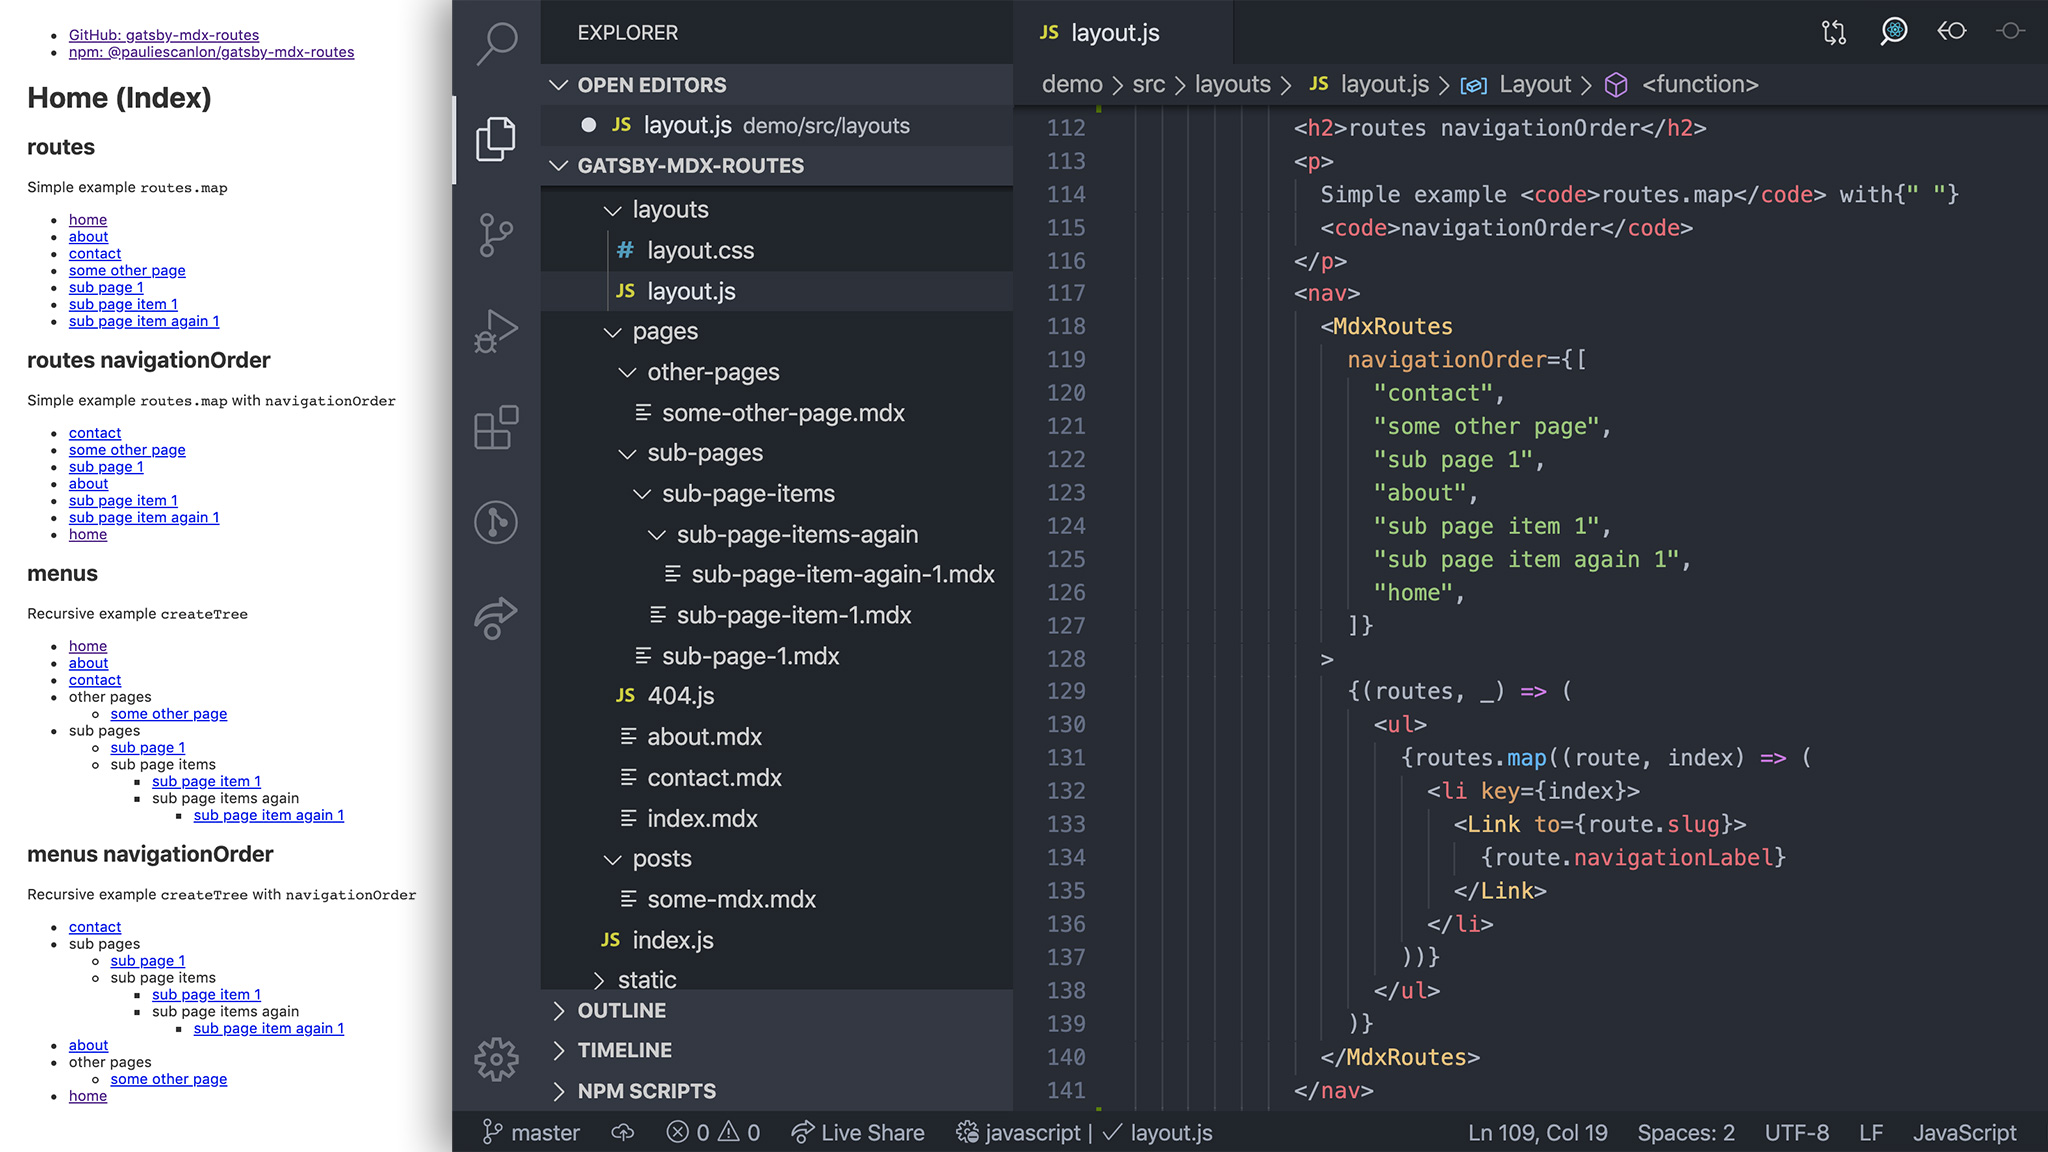 GitHub: gatsby-mdx-routes
npm: @pauliescanlon/gatsby-mdx-routes
Home (Index)
routes
Simple example routes.map
home
about
contact
some other page
sub page 1
sub page item 1
sub page item again 1
routes navigationOrder
Simple example routes.map with navigationOrder
contact
some other page
sub page 1
about
sub page item 1
sub page item again 1
home
menus
Recursive example createTree
home
about
contact
other pages
some other page
sub pages
sub page 1
sub page items
sub page item 1
sub page items again
sub page item again 1
menus navigationOrder
Recursive example createTree with navigationOrder
contact
sub pages
sub page 1
sub page items
sub page item 1
sub page items again
sub page item again 1
about
other pages
some other page
home
EXPLORER
OPEN EDITORS
JS layout.js demo/src/layouts
GATSBY-MDX-ROUTES
layouts
# layout.css
JS layout.js
pages
other-pages
some-other-page.mdx
sub-pages
sub-page-items
sub-page-items-again
sub-page-item-again-1.mdx
sub-page-item-1.mdx
sub-page-1.mdx
JS 404.js
about.mdx
contact.mdx
index.mdx
posts
some-mdx.mdx
JS index.js
static
OUTLINE
TIMELINE
NPM SCRIPTS
JS layout.js
demo > src > layouts > JS layout.js > Layout > <function>
112 <h2>routes navigationOrder</h2>
113 <p>
114 Simple example <code>routes.map</code> with{" "}
115 <code>navigationOrder</code>
116 </p>
117 <nav>
118 <MdxRoutes
119 navigationOrder={[
120 "contact",
121 "some other page",
122 "sub page 1",
123 "about",
124 "sub page item 1",
125 "sub page item again 1",
126 "home",
127 ]}
128 >
129 {(routes, _) => (
130 <ul>
131 {routes.map((route, index) => (
132 <li key={index}>
133 <Link to={route.slug}>
134 {route.navigationLabel}
135 </Link>
136 </li>
137 ))}
138 </ul>
139 )}
140 </MdxRoutes>
141 </nav>
master 0 0 Live Share javascript | ✓ layout.js Ln 109, Col 19 Spaces: 2 UTF-8 LF JavaScript